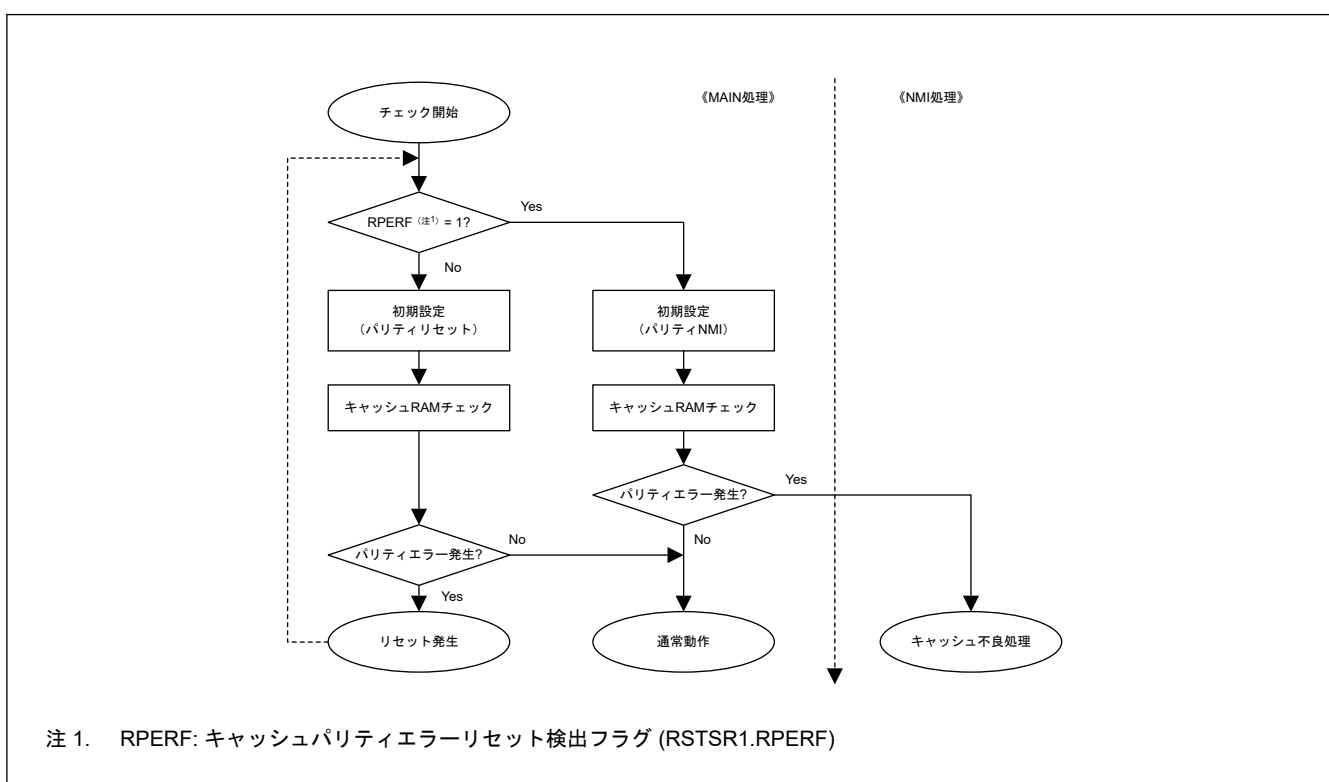 《MAIN処理》
《NMI処理》
チェック開始
RPERF (注1) = 1?
Yes
No
初期設定
(パリティリセット)
初期設定
(パリティNMI)
キャッシュRAMチェック
キャッシュRAMチェック
パリティエラー発生?
Yes
No
パリティエラー発生?
No
Yes
リセット発生
通常動作
キャッシュ不良処理
注 1. RPERF: キャッシュパリティエラーリセット検出フラグ (RSTSR1.RPERF)